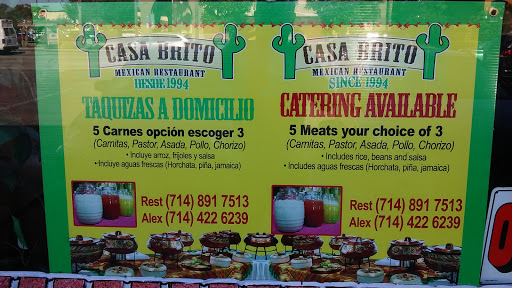 CASA BRITO
MEXICAN RESTAURANT
DESDE 1994
TAQUIZAS A DOMICILIO
5 Carnes opción escoger 3
(Carnitas, Pastor, Asada, Pollo, Chorizo)
• Incluye arroz, frijoles y salsa
• Incluye aguas frescas (Horchata, piña, jamaica)
Rest (714) 891 7513
Alex (714) 422 6239
CASA BRITO
MEXICAN RESTAURANT
SINCE 1994
CATERING AVAILABLE
5 Meats your choice of 3
(Carnitas, Pastor, Asada, Pollo, Chorizo)
• Includes rice, beans and salsa
• Includes aguas frescas (Horchata, piña, jamaica)
Rest (714) 891 7513
Alex (714) 422 6239